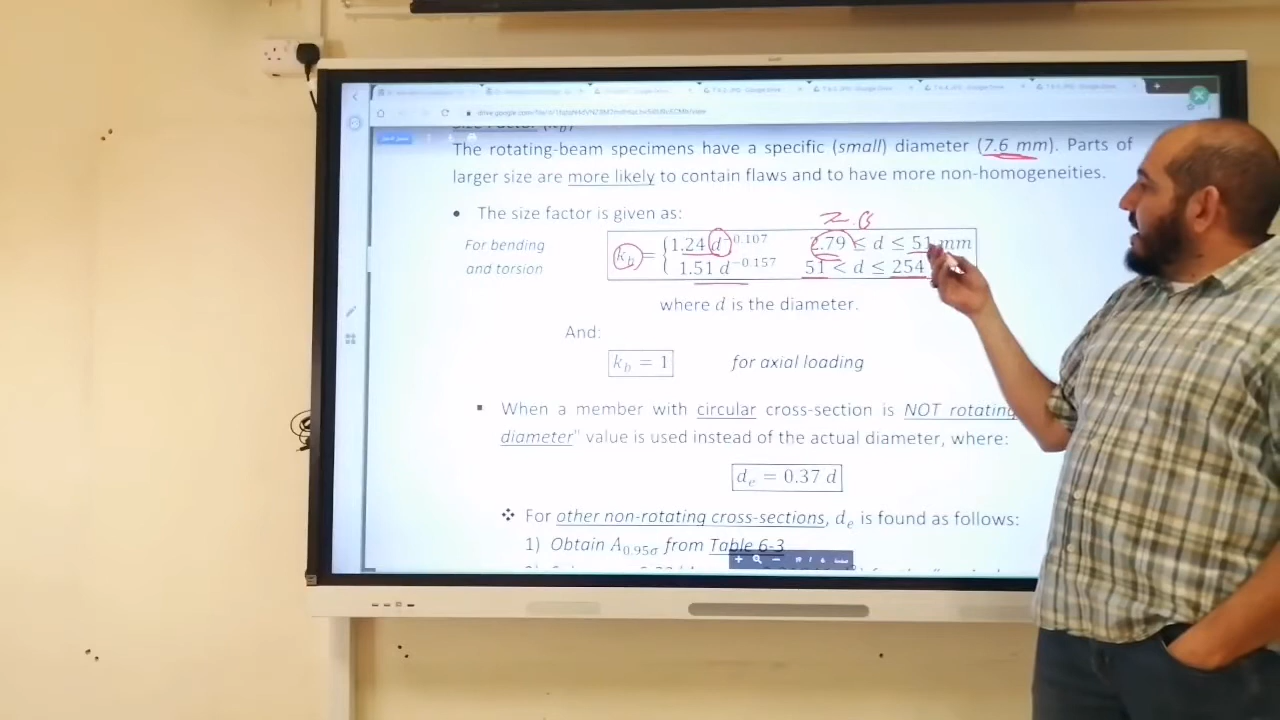 The rotating-beam specimens have a specific (small) diameter (7.6 mm). Parts of
larger size are more likely to contain flaws and to have more non-homogeneities.
• The size factor is given as:
For bending
and torsion
k_b = { 1.24 d^−0.107 2.79 ≤ d ≤ 51 mm
1.51 d^−0.157 51 < d ≤ 254
where d is the diameter.
And:
k_b = 1 for axial loading
▪ When a member with circular cross-section is NOT rotating
diameter" value is used instead of the actual diameter, where:
d_e = 0.37 d
❖ For other non-rotating cross-sections, d_e is found as follows:
1) Obtain A_0.95σ from Table 6-3